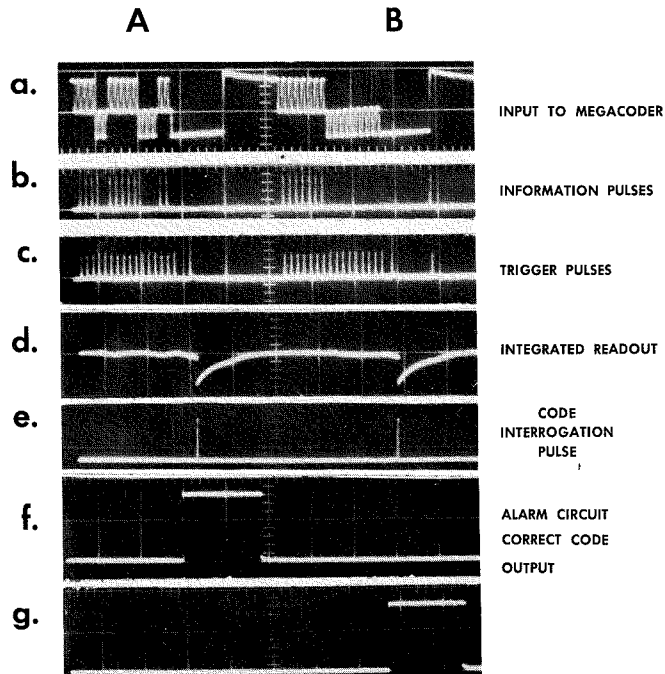 A B
a.
INPUT TO MEGACODER
b.
INFORMATION PULSES
c.
TRIGGER PULSES
d.
INTEGRATED READOUT
e.
CODE
INTERROGATION
PULSE
f.
ALARM CIRCUIT
CORRECT CODE
OUTPUT
g.